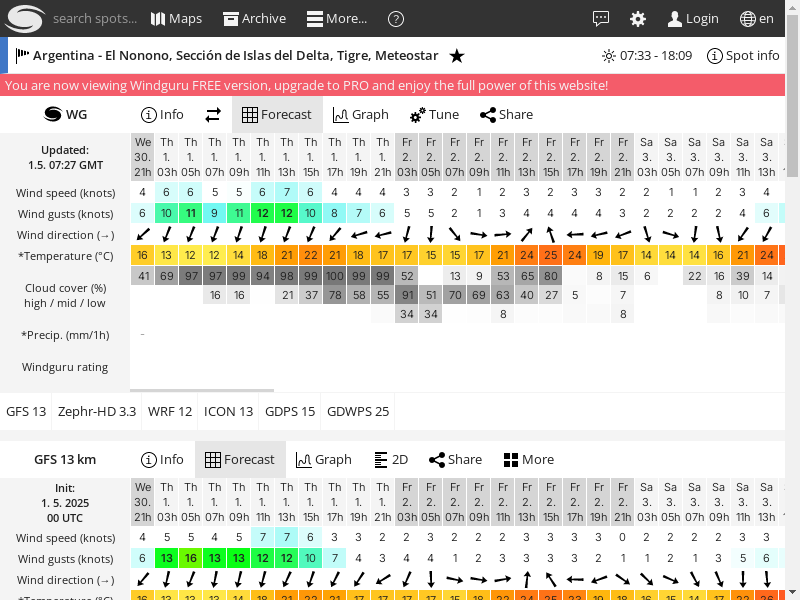 search spots...
Maps
Archive
More...
?
Login
en
Argentina - El Nonono, Sección de Islas del Delta, Tigre, Meteostar ★
07:33 - 18:09
Spot info
You are now viewing Windguru FREE version, upgrade to PRO and enjoy the full power of this website!
WG
Info
Forecast
Graph
Tune
Share
Updated:
1.5. 07:27 GMT
We Th Th Th Th Th Th Th Th Th Th Fr Fr Fr Fr Fr Fr Fr Fr Fr Fr Sa Sa Sa Sa Sa Sa
30. 1. 1. 1. 1. 1. 1. 1. 1. 1. 1. 2. 2. 2. 2. 2. 2. 2. 2. 2. 2. 3. 3. 3. 3. 3. 3.
21h 03h 05h 07h 09h 11h 13h 15h 17h 19h 21h 03h 05h 07h 09h 11h 13h 15h 17h 19h 21h 03h 05h 07h 09h 11h 13h
Wind speed (knots) 4 6 6 5 5 6 7 6 4 4 4 3 3 2 1 2 3 2 3 3 2 2 1 1 2 3 4
Wind gusts (knots) 6 10 11 9 11 12 12 10 8 7 6 5 5 2 1 3 4 4 4 4 3 2 2 2 2 4 6
Wind direction (→)
*Temperature (°C) 16 13 12 12 14 18 21 22 21 18 17 17 15 15 17 21 24 25 24 19 17 14 14 14 16 21 24
Cloud cover (%)
high / mid / low
41 69 97 97 99 94 98 99 100 99 99 52 13 9 53 65 80 8 15 6 22 16 39 14
16 16 21 37 78 58 55 91 51 70 69 63 40 27 5 7 8 10 7
34 34 8 8
*Precip. (mm/1h) -
Windguru rating
GFS 13
Zephr-HD 3.3
WRF 12
ICON 13
GDPS 15
GDWPS 25
GFS 13 km
Info
Forecast
Graph
2D
Share
More
Init:
1. 5. 2025
00 UTC
We Th Th Th Th Th Th Th Th Th Th Fr Fr Fr Fr Fr Fr Fr Fr Fr Fr Sa Sa Sa Sa Sa Sa
30. 1. 1. 1. 1. 1. 1. 1. 1. 1. 1. 2. 2. 2. 2. 2. 2. 2. 2. 2. 2. 3. 3. 3. 3. 3. 3.
21h 03h 05h 07h 09h 11h 13h 15h 17h 19h 21h 03h 05h 07h 09h 11h 13h 15h 17h 19h 21h 03h 05h 07h 09h 11h 13h
Wind speed (knots) 4 5 5 4 5 7 7 6 3 3 2 2 3 2 2 2 3 3 3 3 0 2 2 2 2 3 3
Wind gusts (knots) 6 13 16 13 13 12 12 10 7 4 3 4 4 1 2 3 3 3 3 2 1 1 2 1 3 5 6
Wind direction (→)